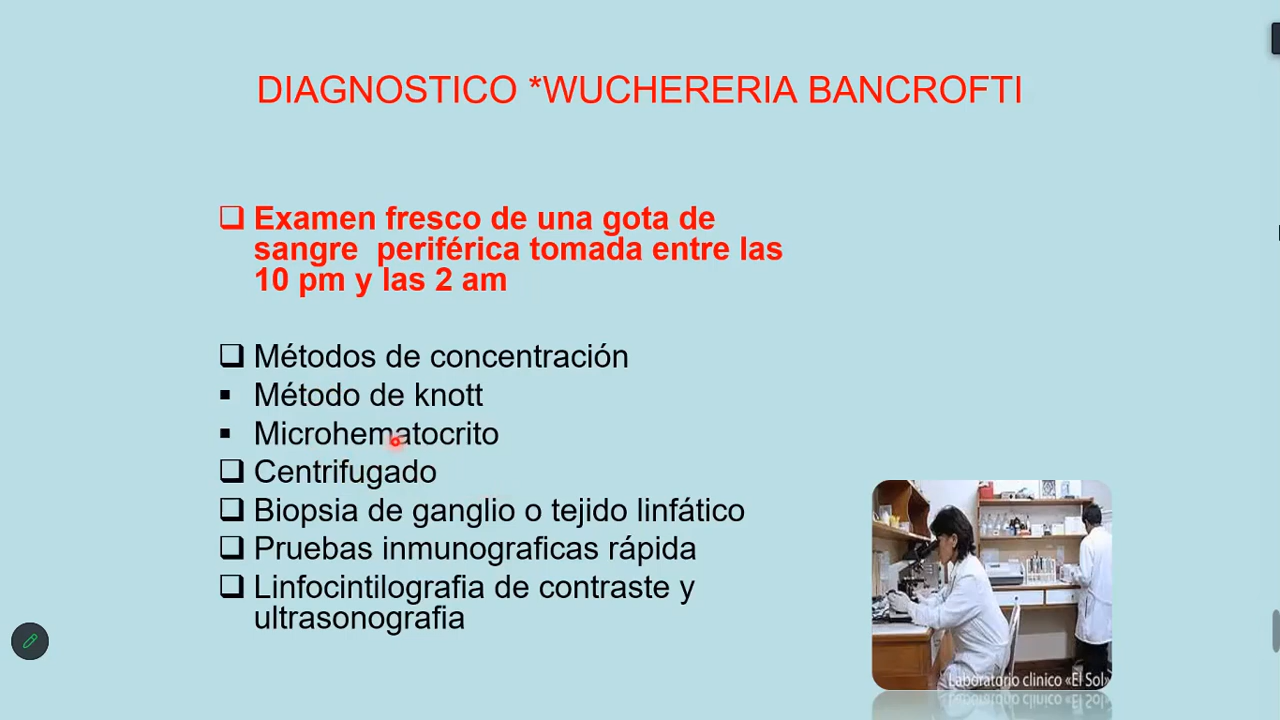 DIAGNOSTICO *WUCHERERIA BANCROFTI
Examen fresco de una gota de
sangre periférica tomada entre las
10 pm y las 2 am
Métodos de concentración
Método de knott
Microhematocrito
Centrifugado
Biopsia de ganglio o tejido linfático
Pruebas inmunograficas rápida
Linfocintilografia de contraste y
ultrasonografia
Laboratorio clinico «El Sol»